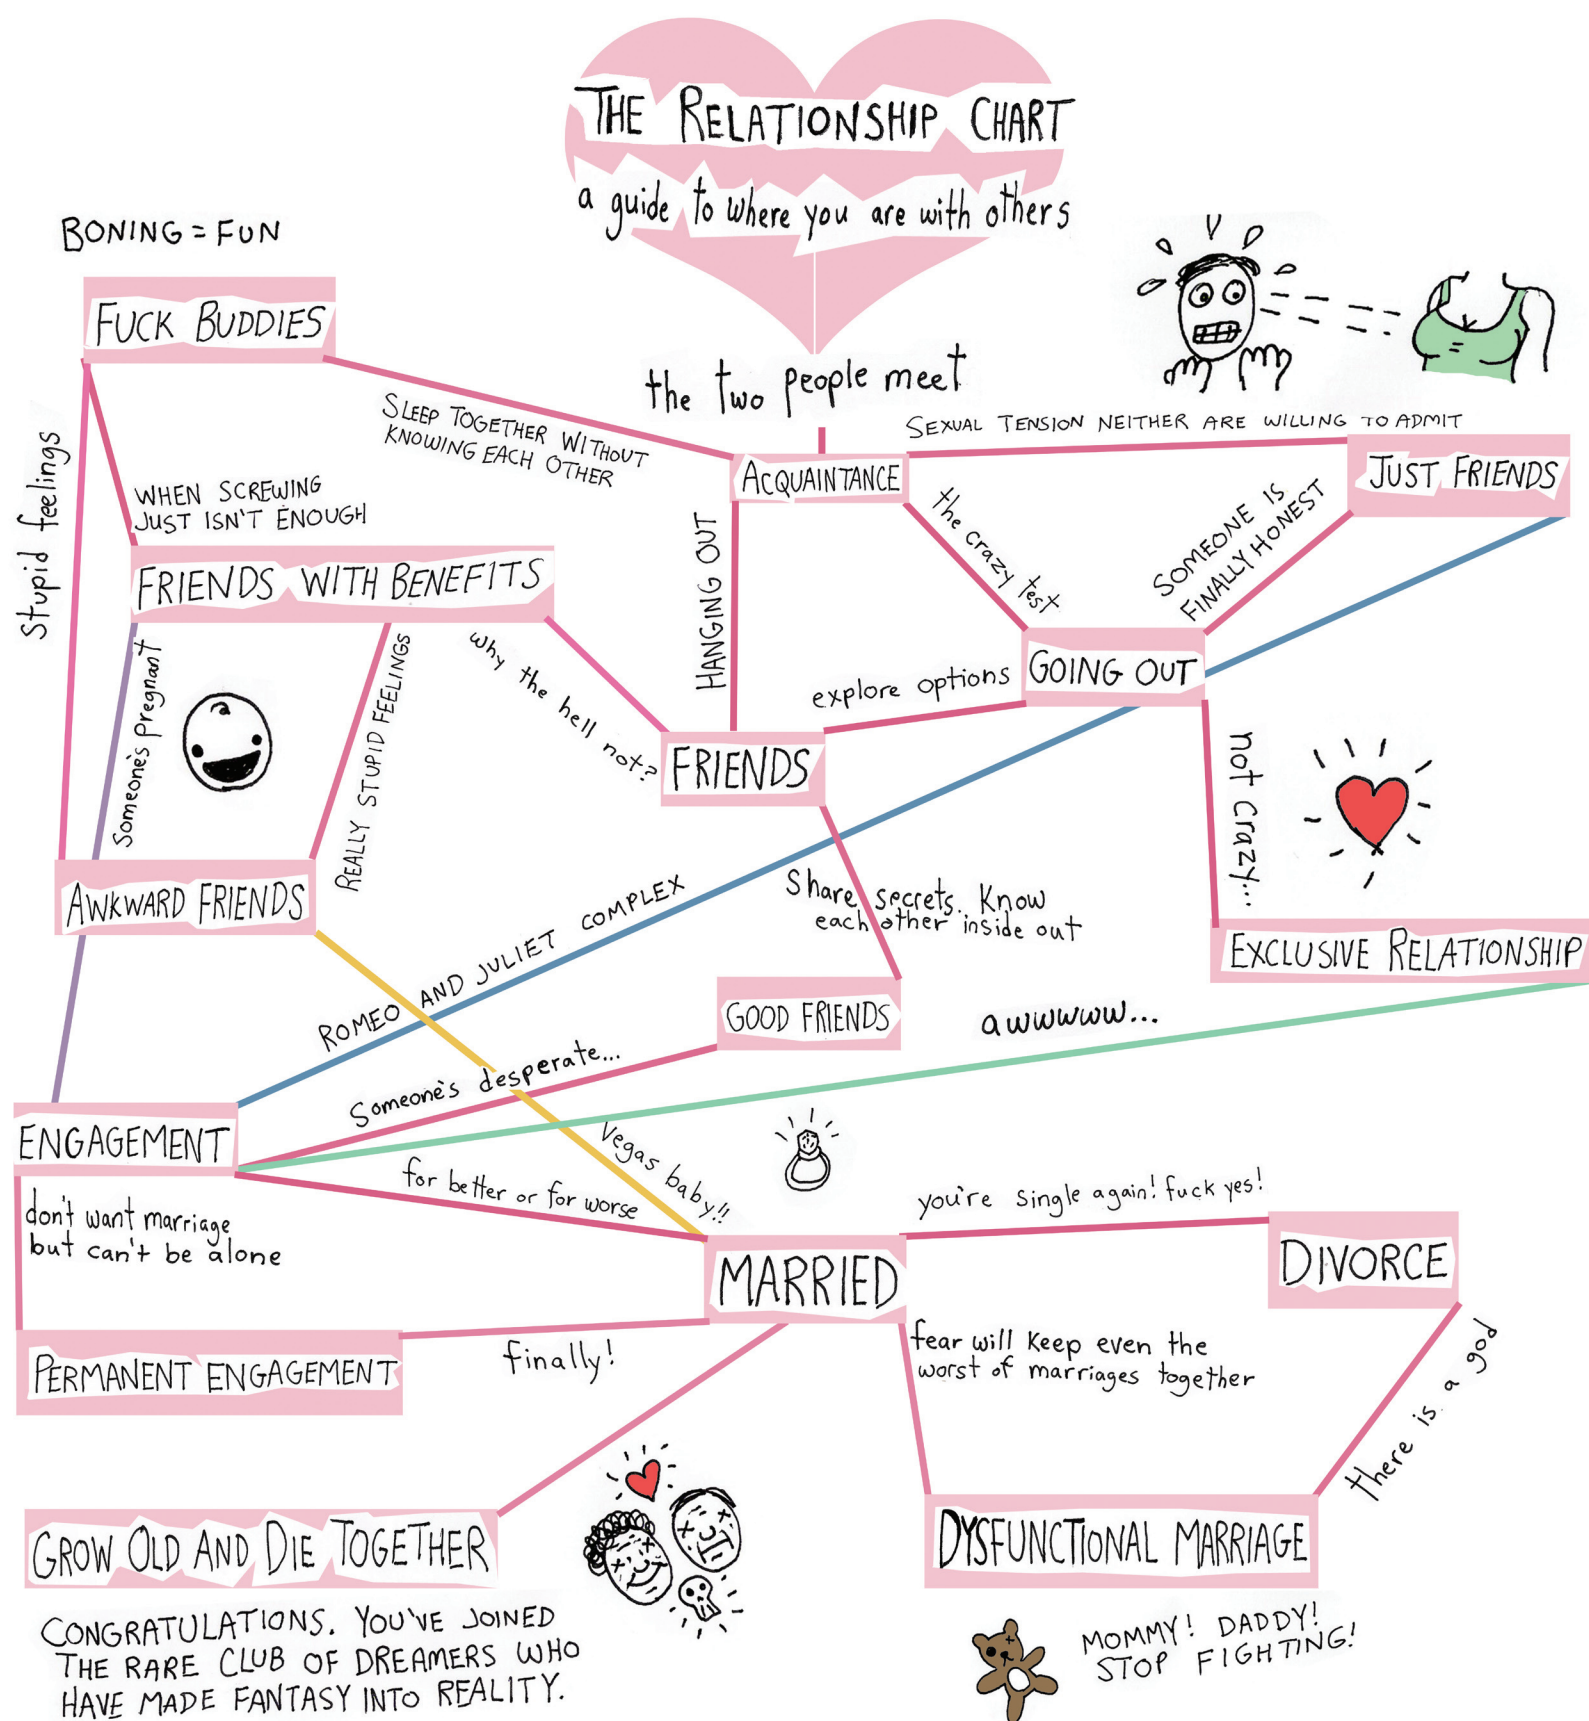 THE RELATIONSHIP CHART
a guide to where you are with others
BONING = FUN
FUCK BUDDIES
the two people meet
SLEEP TOGETHER WITHOUT
KNOWING EACH OTHER
SEXUAL TENSION NEITHER ARE WILLING TO ADMIT
ACQUAINTANCE
JUST FRIENDS
Stupid feelings
WHEN SCREWING
JUST ISN'T ENOUGH
HANGING OUT
the crazy test
SOMEONE IS
FINALLY HONEST
FRIENDS WITH BENEFITS
Someone's pregnant
REALLY STUPID FEELINGS
why the hell not?
explore options
GOING OUT
FRIENDS
not crazy...
AWKWARD FRIENDS
ROMEO AND JULIET COMPLEX
Share secrets. Know
each other inside out
EXCLUSIVE RELATIONSHIP
GOOD FRIENDS
awwwww...
Someone's desperate...
ENGAGEMENT
Vegas baby!!
for better or for worse
don't want marriage
but can't be alone
you're single again! fuck yes!
MARRIED
DIVORCE
finally!
fear will keep even the
worst of marriages together
PERMANENT ENGAGEMENT
there is a god
GROW OLD AND DIE TOGETHER
DYSFUNCTIONAL MARRIAGE
CONGRATULATIONS. YOU'VE JOINED
THE RARE CLUB OF DREAMERS WHO
HAVE MADE FANTASY INTO REALITY.
MOMMY! DADDY!
STOP FIGHTING!